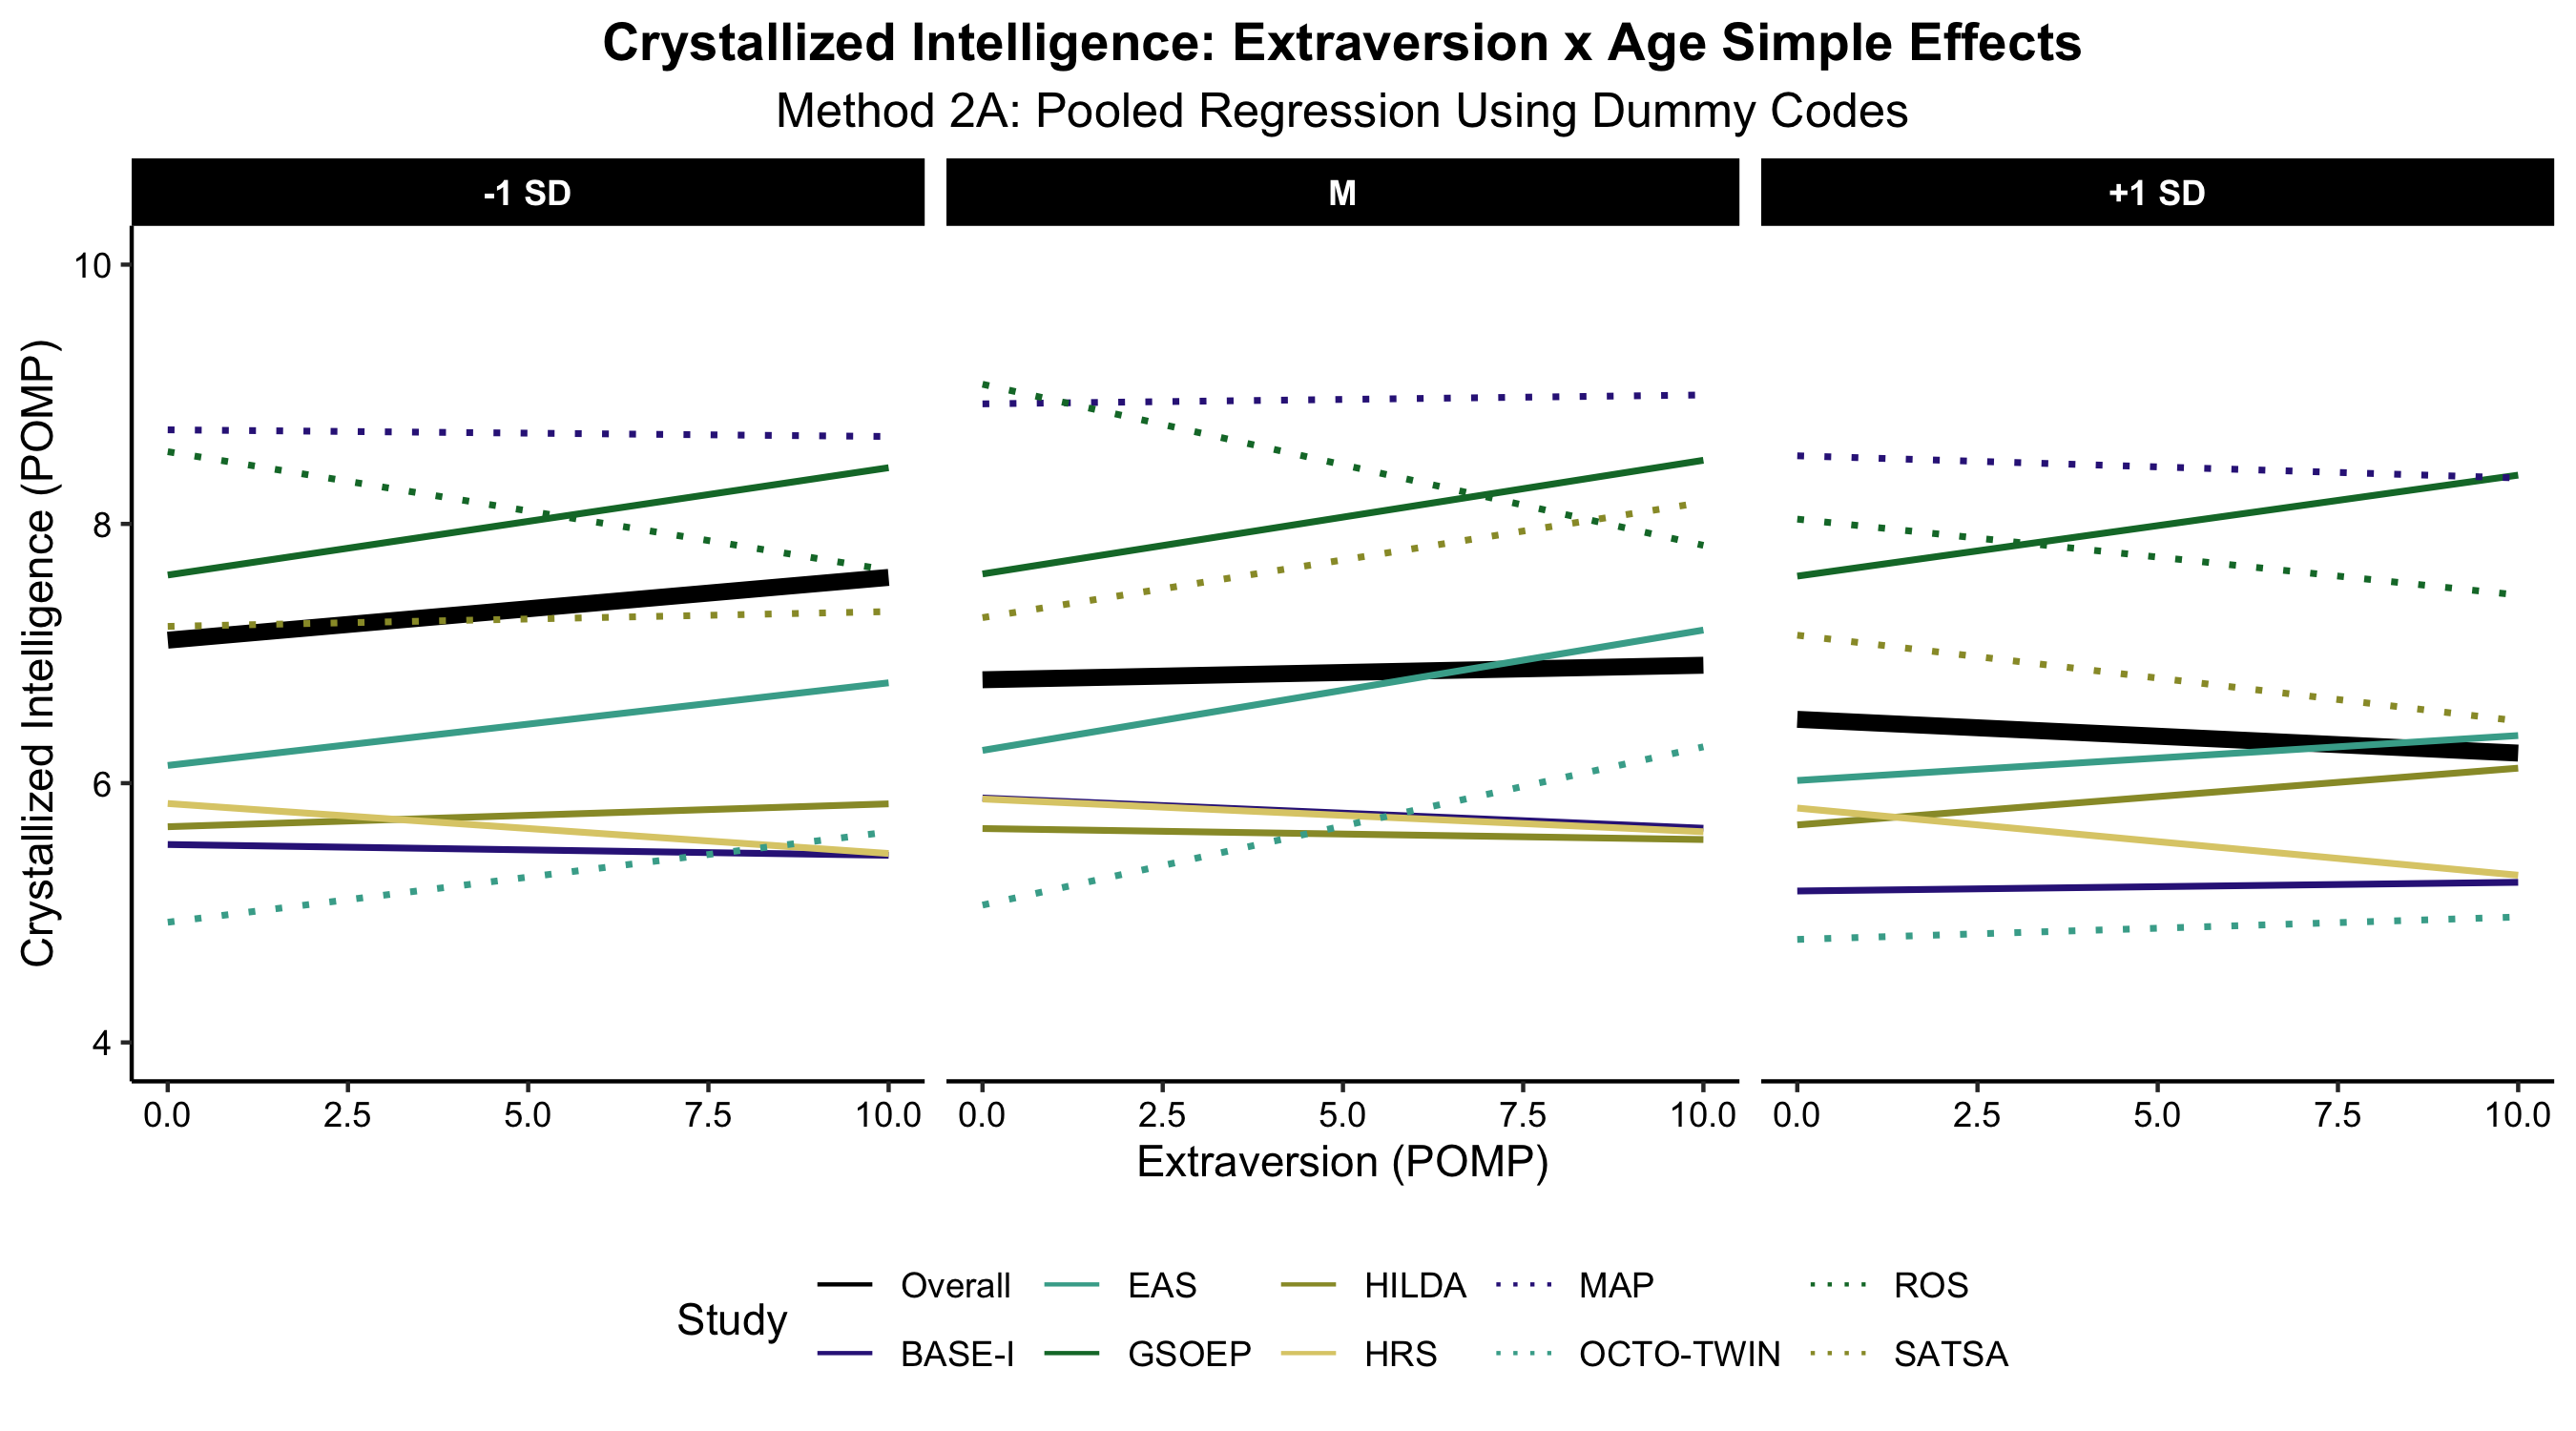 Crystallized Intelligence: Extraversion x Age Simple Effects
Method 2A: Pooled Regression Using Dummy Codes
-1 SD M +1 SD
Crystallized Intelligence (POMP)
10
8
6
4
0.0 2.5 5.0 7.5 10.0 0.0 2.5 5.0 7.5 10.0 0.0 2.5 5.0 7.5 10.0
Extraversion (POMP)
Study
Overall EAS HILDA MAP ROS
BASE-I GSOEP HRS OCTO-TWIN SATSA